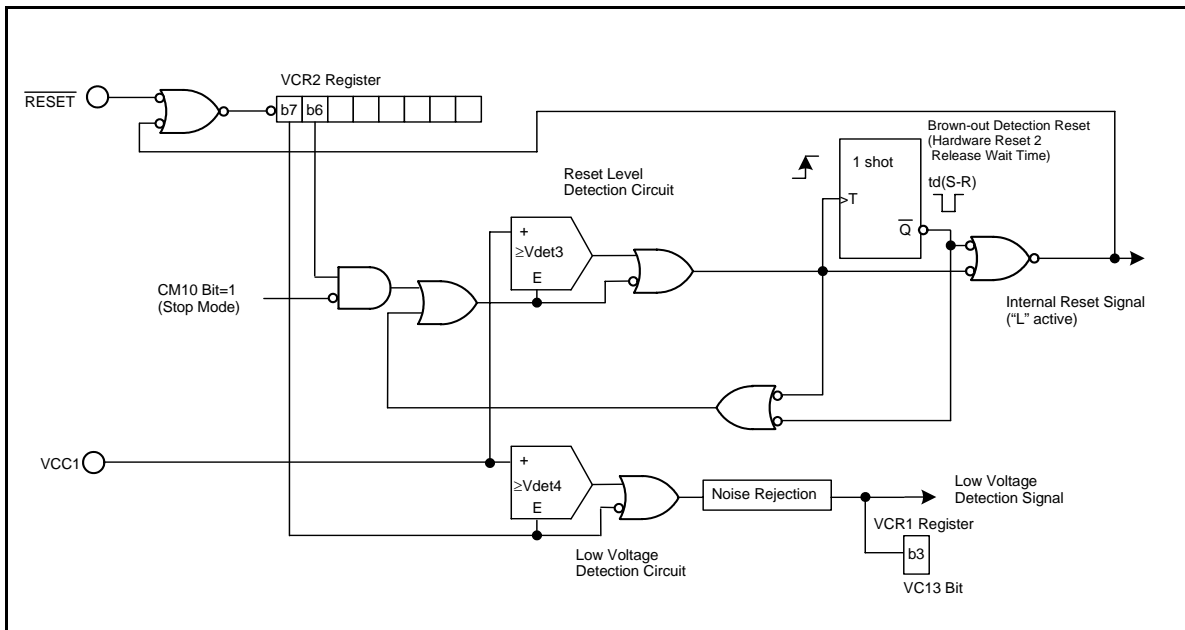 VCR2 Register
RESET
b7 b6
Brown-out Detection Reset
(Hardware Reset 2
Release Wait Time)
1 shot
td(S-R)
>T
Q
Reset Level
Detection Circuit
+
≥Vdet3
E
CM10 Bit=1
(Stop Mode)
Internal Reset Signal
(“L” active)
VCC1
+
≥Vdet4
E
Noise Rejection
Low Voltage
Detection Signal
Low Voltage
Detection Circuit
VCR1 Register
b3
VC13 Bit